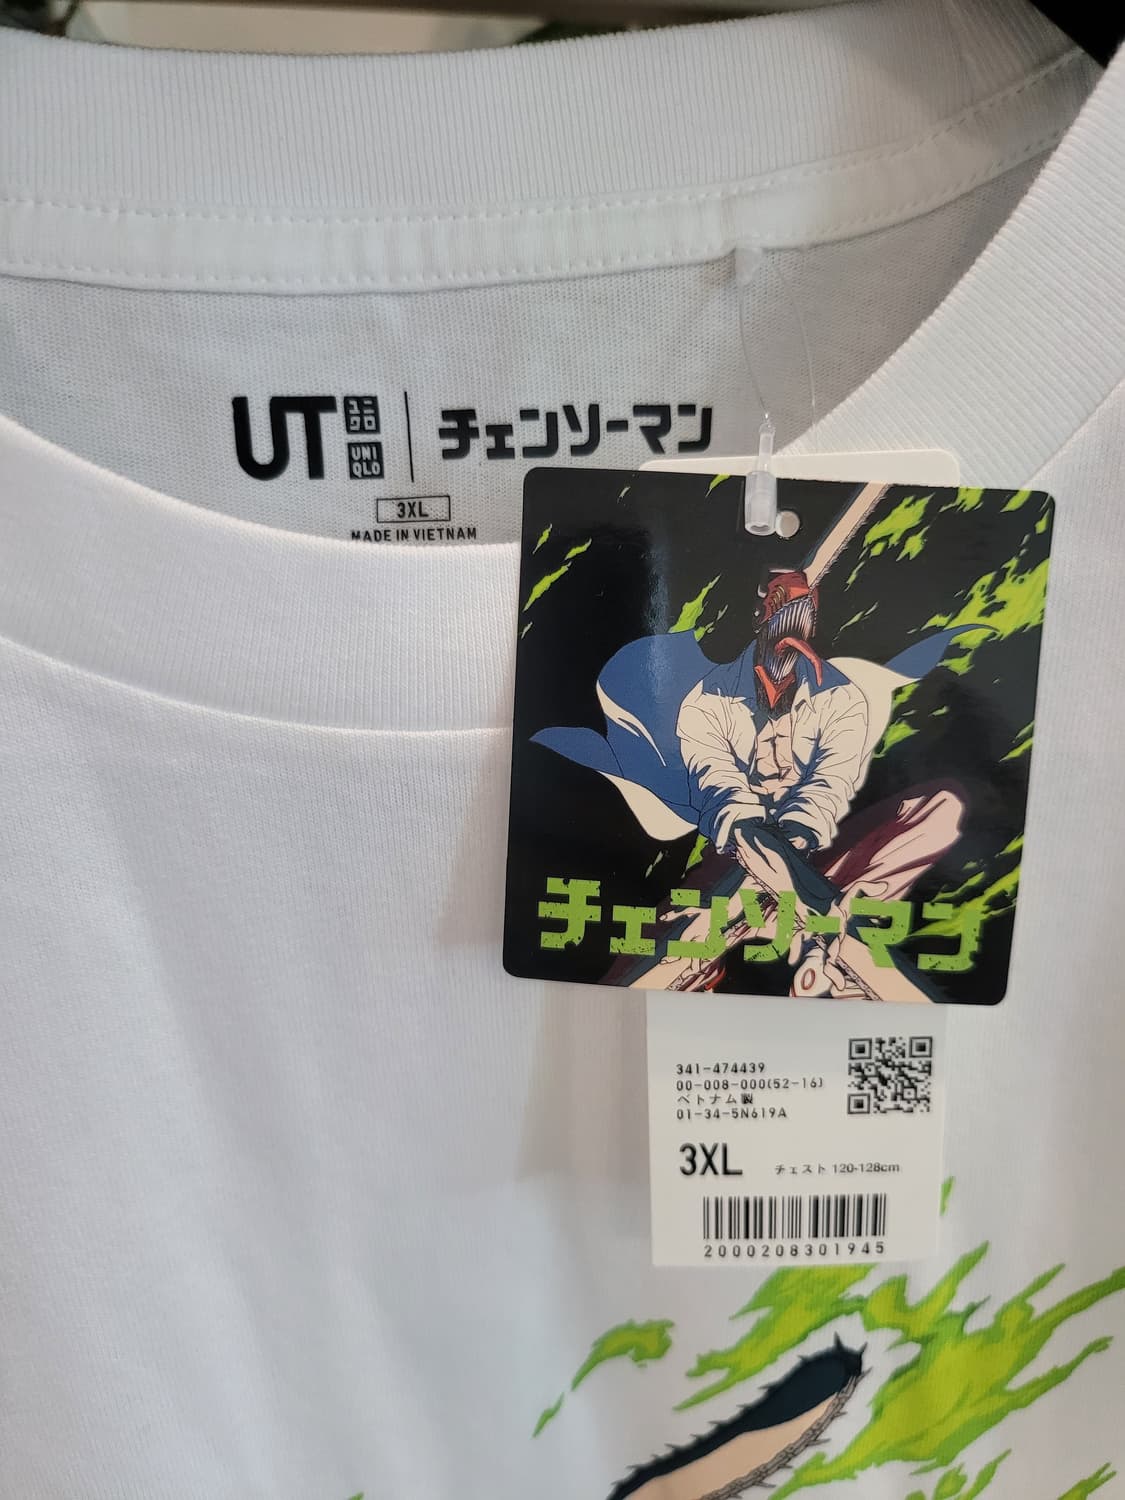 UT ユニクロ UNIQLO | チェンソーマン
3XL
MADE IN VIETNAM
チェンソーマン
341-474439
00-008-000(52-16)
ベトナム製
01-34-5N619A
3XL チェスト 120-128cm
2000208301945